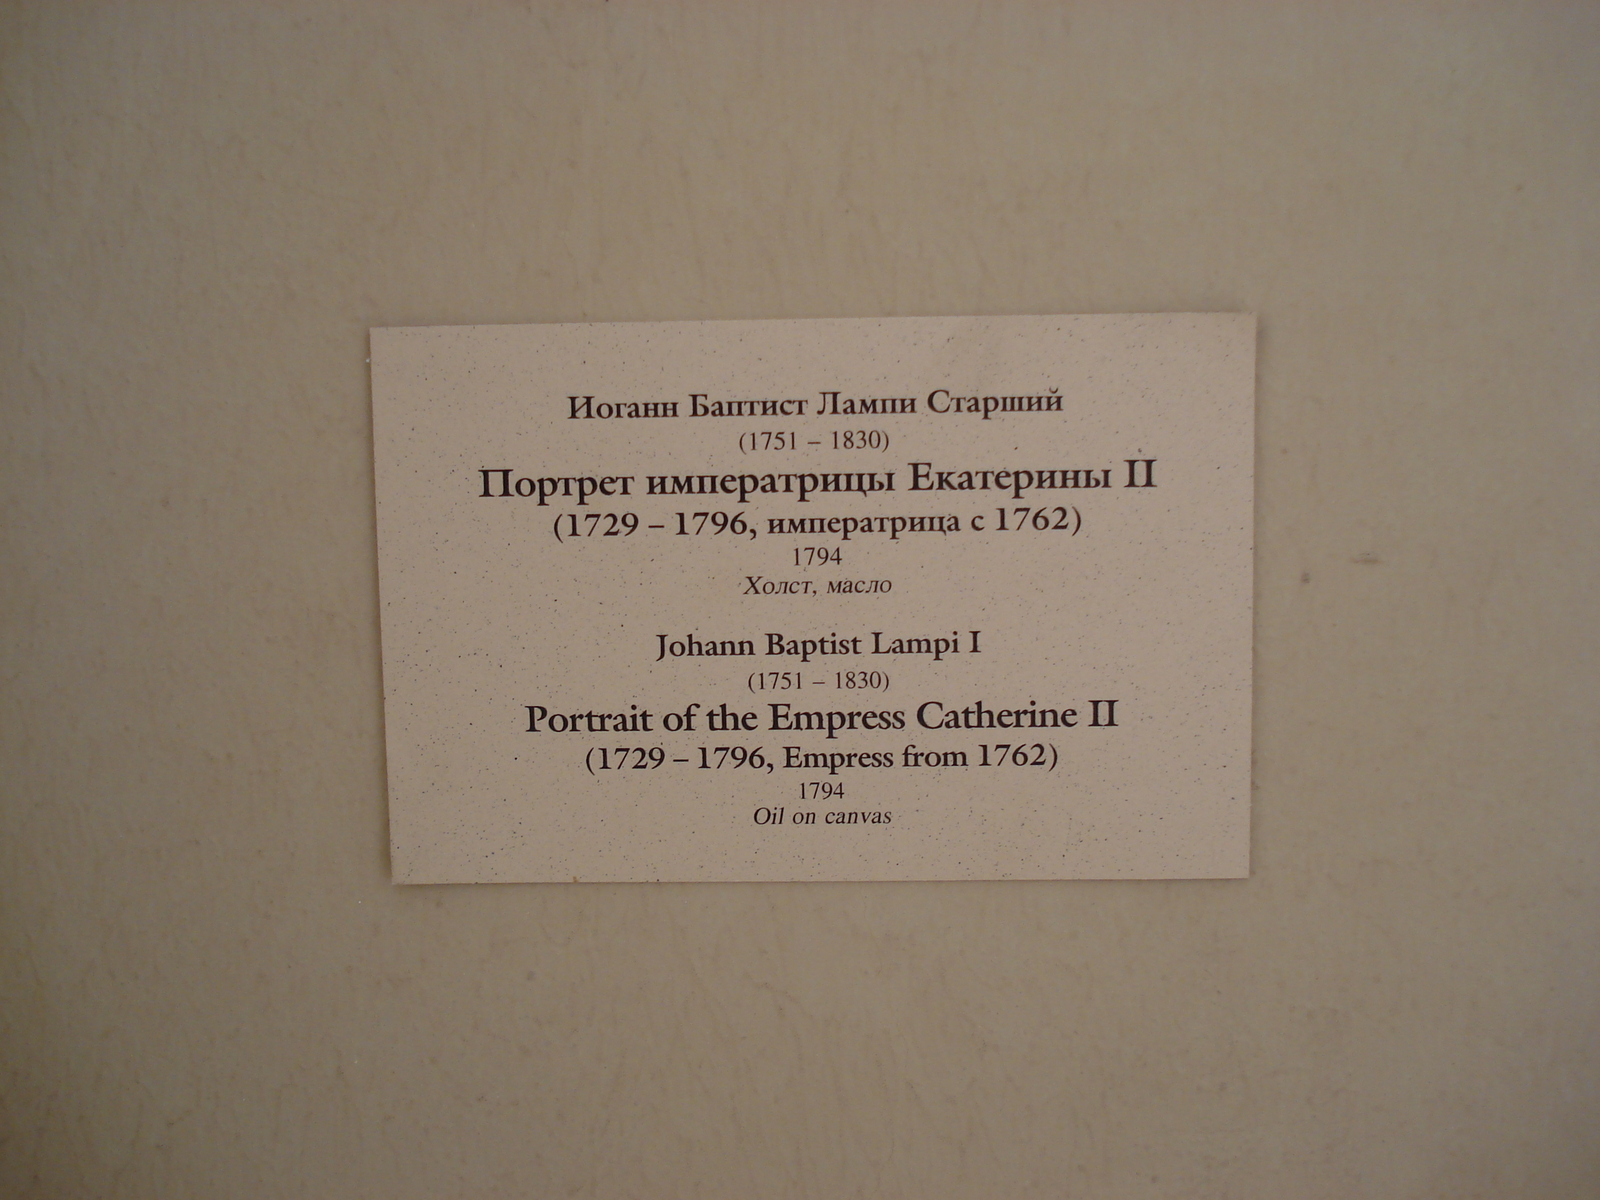 Иоганн Баптист Лампи Старший
(1751 – 1830)
Портрет императрицы Екатерины II
(1729 – 1796, императрица с 1762)
1794
Холст, масло
Johann Baptist Lampi I
(1751 – 1830)
Portrait of the Empress Catherine II
(1729 – 1796, Empress from 1762)
1794
Oil on canvas